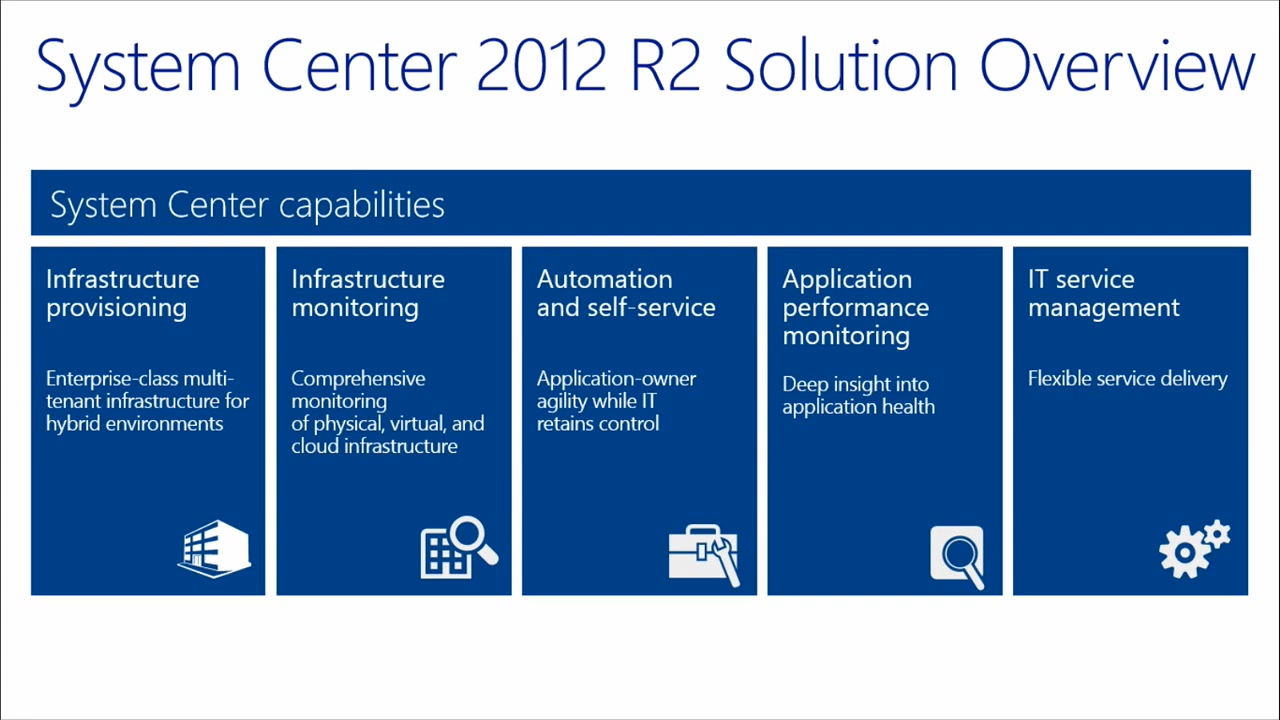 System Center 2012 R2 Solution Overview
System Center capabilities
Infrastructure
provisioning
Enterprise-class multi-
tenant infrastructure for
hybrid environments
Infrastructure
monitoring
Comprehensive
monitoring
of physical, virtual, and
cloud infrastructure
Automation
and self-service
Application-owner
agility while IT
retains control
Application
performance
monitoring
Deep insight into
application health
IT service
management
Flexible service delivery